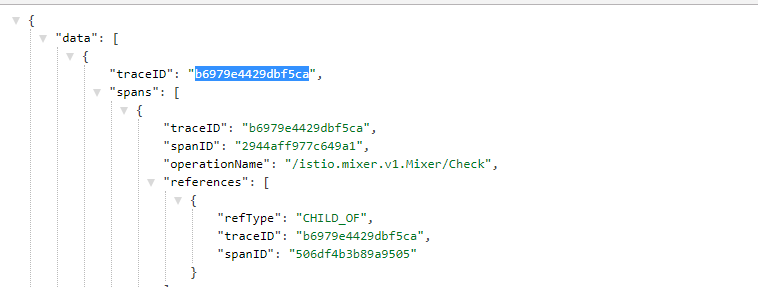 {
"data": [
{
"traceID": "b6979e4429dbf5ca",
"spans": [
{
"traceID": "b6979e4429dbf5ca",
"spanID": "2944aff977c649a1",
"operationName": "/istio.mixer.v1.Mixer/Check",
"references": [
{
"refType": "CHILD_OF",
"traceID": "b6979e4429dbf5ca",
"spanID": "506df4b3b89a9505"
}
]